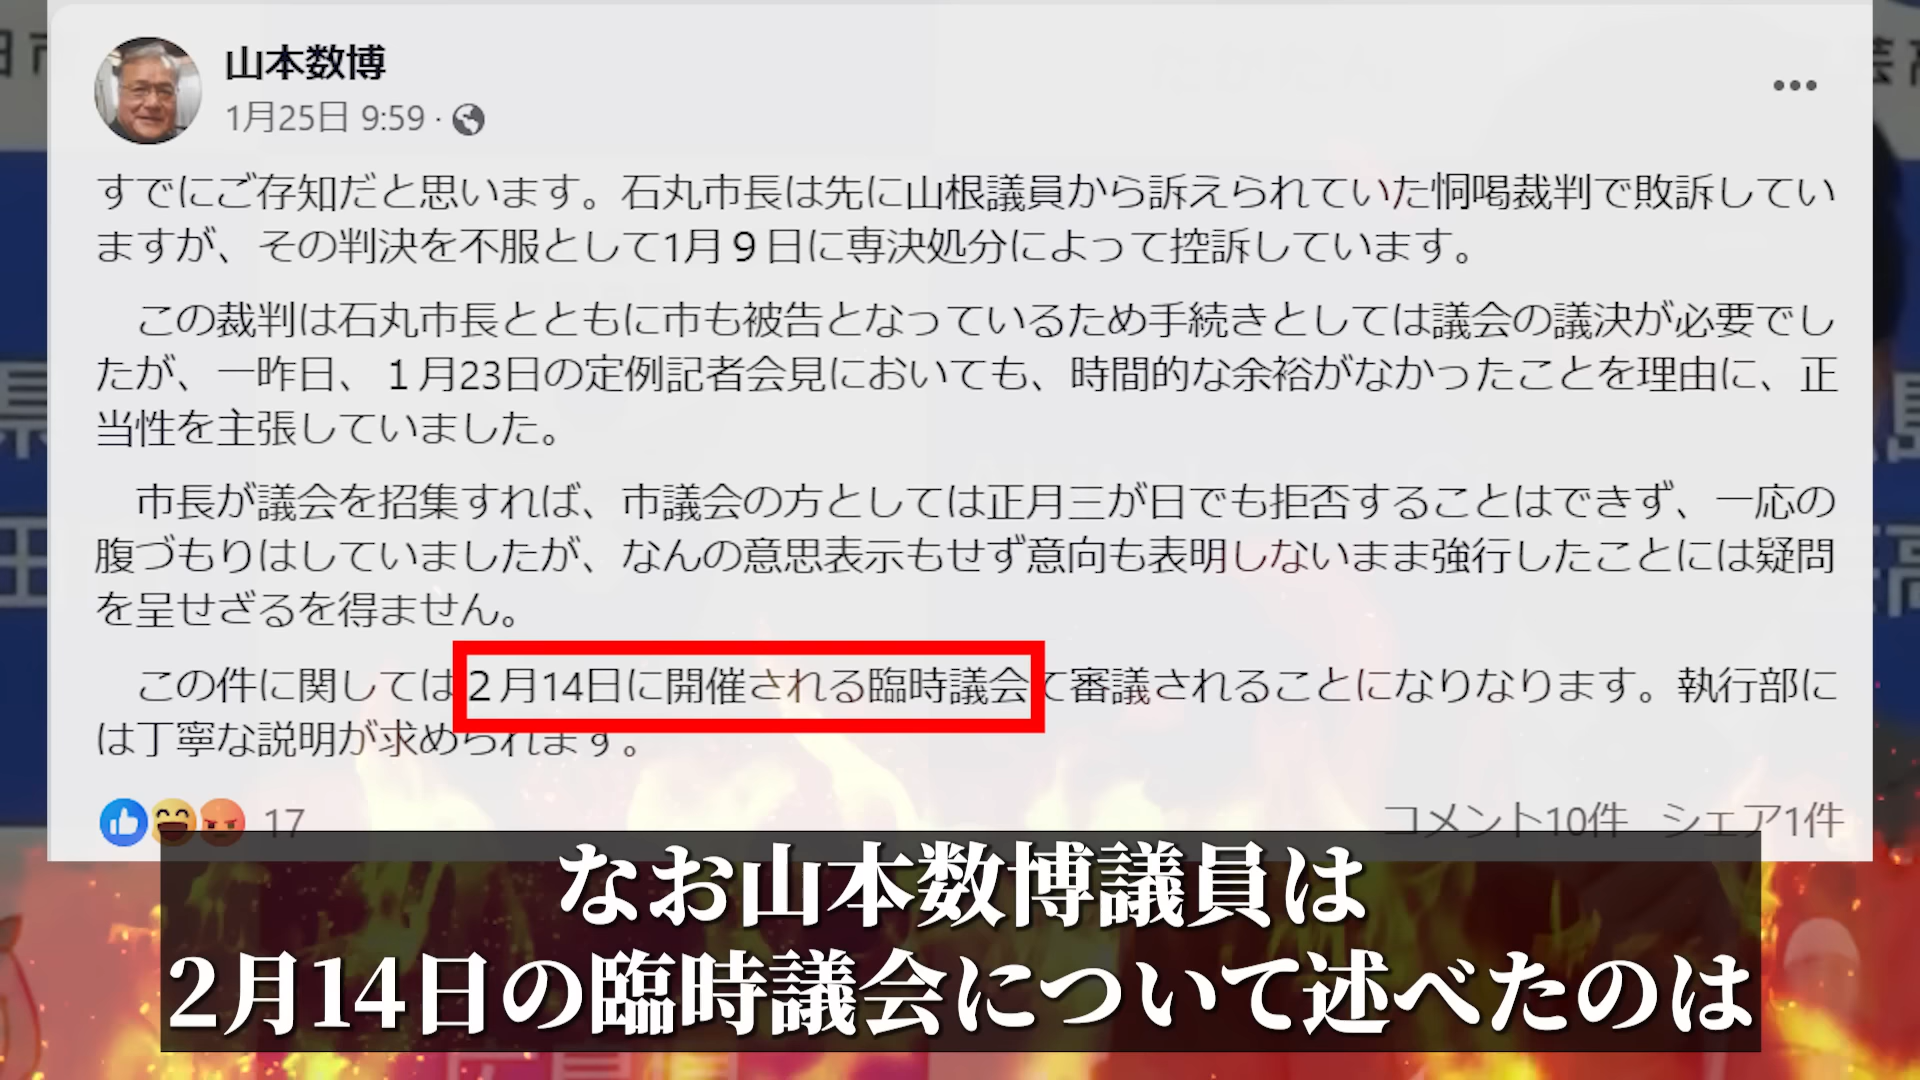 山本数博
1月25日 9:59
すでにご存知だと思います。石丸市長は先に山根議員から訴えられていた恫喝裁判で敗訴してい
ますが、その判決を不服として1月９日に専決処分によって控訴しています。
この裁判は石丸市長とともに市も被告となっているため手続きとしては議会の議決が必要でし
たが、一昨日、１月23日の定例記者会見においても、時間的な余裕がなかったことを理由に、正
当性を主張していました。
市長が議会を招集すれば、市議会の方としては正月三が日でも拒否することはできず、一応の
腹づもりはしていましたが、なんの意思表示もせず意向も表明しないまま強行したことには疑問
を呈せざるを得ません。
この件に関しては２月14日に開催される臨時議会で審議されることになりなります。執行部に
は丁寧な説明が求められます。
17
コメント10件 シェア1件
なお山本数博議員は
2月14日の臨時議会について述べたのは